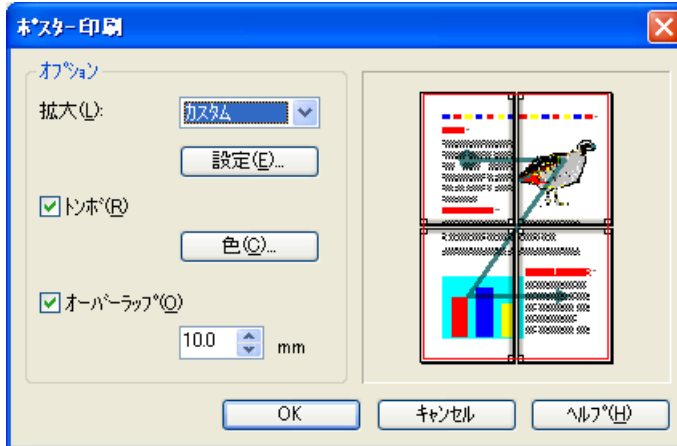 ポスター印刷
オプション
拡大(L):
カスタム
設定(E)...
トンボ(R)
色(C)...
オーバーラップ(O)
10.0
mm
OK
キャンセル
ヘルプ(H)